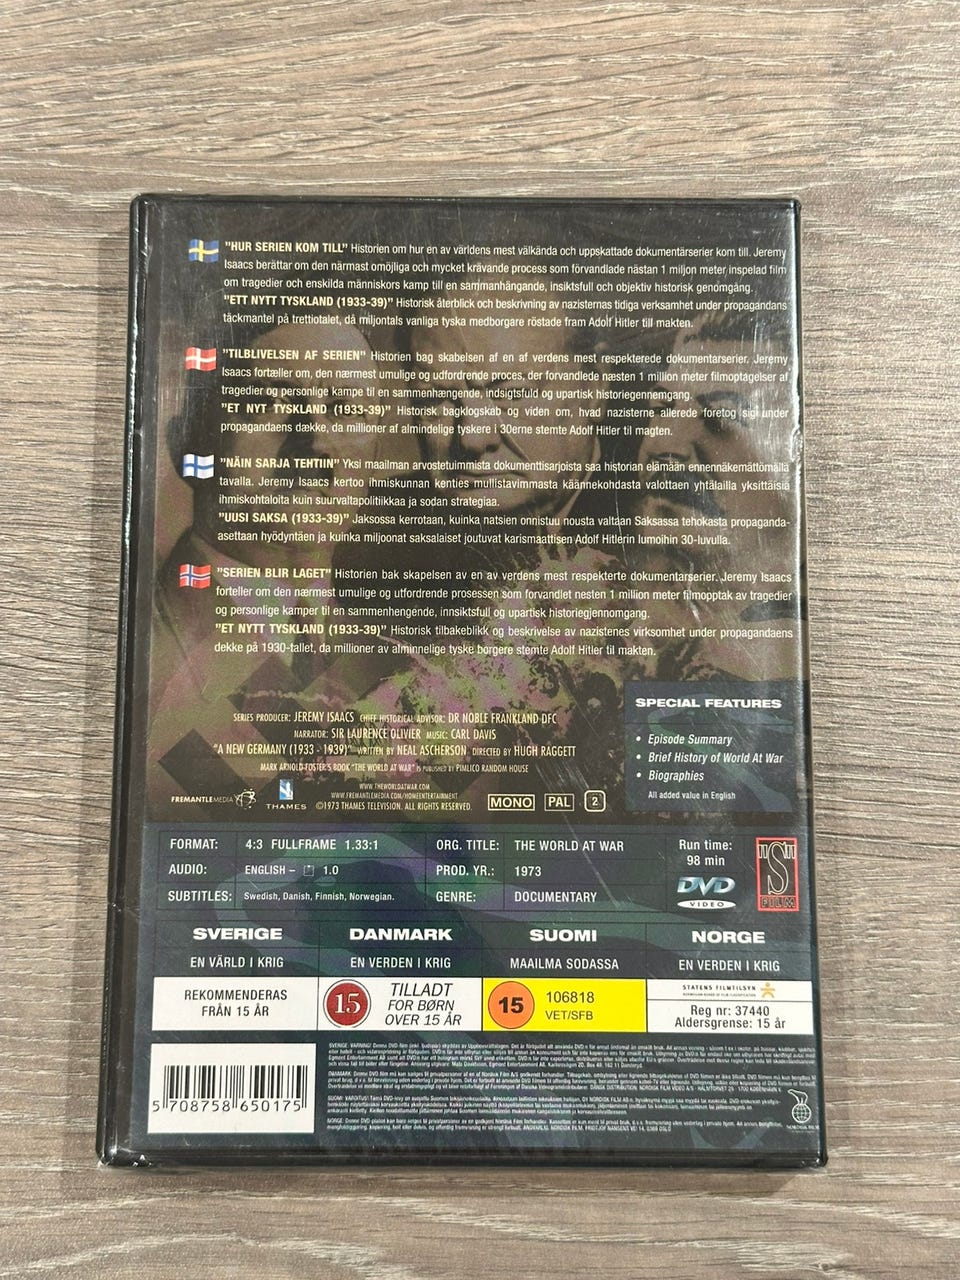 "HUR SERIEN KOM TILL" Historien om hur en av världens mest välkända och uppskattade dokumentärserier kom till. Jeremy
Isaacs berättar om den närmast omöjliga och mycket krävande process som förvandlade nästan 1 miljon meter inspelad film
om tragedier och enskilda människors kamp till en sammanhängande, insiktsfull och objektiv historisk genomgång.
"ETT NYTT TYSKLAND (1933-39)" Historisk återblick och beskrivning av nazisternas tidiga verksamhet under propagandans
täckmantel på trettiotalet, då miljontals vanliga tyska medborgare röstade fram Adolf Hitler till makten.
"TILBLIVELSEN AF SERIEN" Historien bag skabelsen af en af verdens mest respekterede dokumentarserier. Jeremy
Isaacs fortæller om, den nærmest umulige og udfordrende proces, der forvandlede næsten 1 million meter filmoptagelser af
tragedier og personlige kampe til en sammenhængende, indsigtsfuld og upartisk historiegennemgang.
"ET NYT TYSKLAND (1933-39)" Historisk bagklogskab og viden om, hvad nazisterne allerede foretog sig under
propagandaens dække, da millioner af almindelige tyskere i 30erne stemte Adolf Hitler til magten.
"NÄIN SARJA TEHTIIN" Yksi maailman arvostetuimmista dokumenttisarjoista saa historian elämään ennennäkemättömällä
tavalla. Jeremy Isaacs kertoo ihmiskunnan kenties mullistavimmasta käännekohdasta valottaen yhtälailla yksittäisiä
ihmiskohtaloita kuin suurvaltapolitiikkaa ja sodan strategiaa.
"UUSI SAKSA (1933-39)" Jaksossa kerrotaan, kuinka natsien onnistuu nousta valtaan Saksassa tehokasta propaganda-
asettaan hyödyntäen ja kuinka miljoonat saksalaiset joutuvat karismaattisen Adolf Hitlerin lumoihin 30-luvulla.
"SERIEN BLIR LAGET" Historien bak skapelsen av en av verdens mest respekterte dokumentarserier. Jeremy Isaacs
forteller om den nærmest umulige og utfordrende prosessen som forvandlet nesten 1 million meter filmopptak av tragedier
og personlige kamper til en sammenhengende, innsiktsfull og upartisk historiegjennomgang.
"ET NYTT TYSKLAND (1933-39)" Historisk tilbakeblikk og beskrivelse av nazistenes virksomhet under propagandaens
dekke på 1930-tallet, da millioner av alminnelige tyske borgere stemte Adolf Hitler til makten.
SERIES PRODUCER: JEREMY ISAACS CHIEF HISTORICAL ADVISOR: DR NOBLE FRANKLAND DFC
NARRATOR: SIR LAURENCE OLIVIER MUSIC: CARL DAVIS
"A NEW GERMANY (1933 - 1939)" WRITTEN BY NEAL ASCHERSON DIRECTED BY HUGH RAGGETT
MARK ARNOLD-FOSTER'S BOOK "THE WORLD AT WAR" IS PUBLISHED BY PIMLICO RANDOM HOUSE
WWW.THEWORLDATWAR.COM
WWW.FREMANTLEMEDIA.COM/HOMEENTERTAINMENT
©1973 THAMES TELEVISION. ALL RIGHTS RESERVED.
FREMANTLEMEDIA
THAMES
MONO PAL 2
SPECIAL FEATURES
• Episode Summary
• Brief History of World At War
• Biographies
All added value in English
FORMAT: 4:3 FULLFRAME 1.33:1 ORG. TITLE: THE WORLD AT WAR
AUDIO: ENGLISH – 1.0 PROD. YR.: 1973
SUBTITLES: Swedish, Danish, Finnish, Norwegian. GENRE: DOCUMENTARY
Run time:
98 min
DVD
VIDEO
"S"
FILM
SVERIGE DANMARK SUOMI NORGE
EN VÄRLD I KRIG EN VERDEN I KRIG MAAILMA SODASSA EN VERDEN I KRIG
REKOMMENDERAS
FRÅN 15 ÅR
15
TILLADT
FOR BØRN
OVER 15 ÅR
15
106818
VET/SFB
STATENS FILMTILSYN
NORWEGIAN BOARD OF FILM CLASSIFICATION
Reg nr: 37440
Aldersgrense: 15 år
5 708758 650175